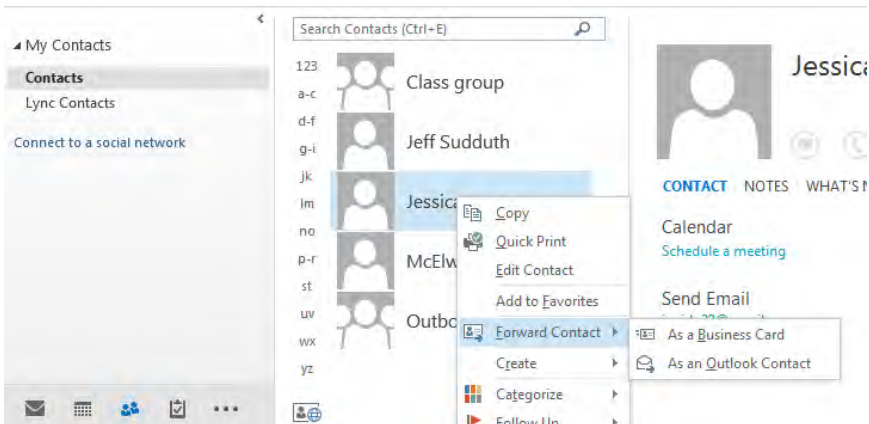 My Contacts
Contacts
Lync Contacts
Connect to a social network
Search Contacts (Ctrl+E)
123
a-c
d-f
g-i
jk
lm
no
p-r
st
uv
wx
yz
Class group
Jeff Sudduth
Jessica
McElw
Outbo
Copy
Quick Print
Edit Contact
Add to Favorites
Forward Contact
Create
Categorize
Follow Up
As a Business Card
As an Outlook Contact
Jessica
CONTACT NOTES WHAT'S N
Calendar
Schedule a meeting
Send Email